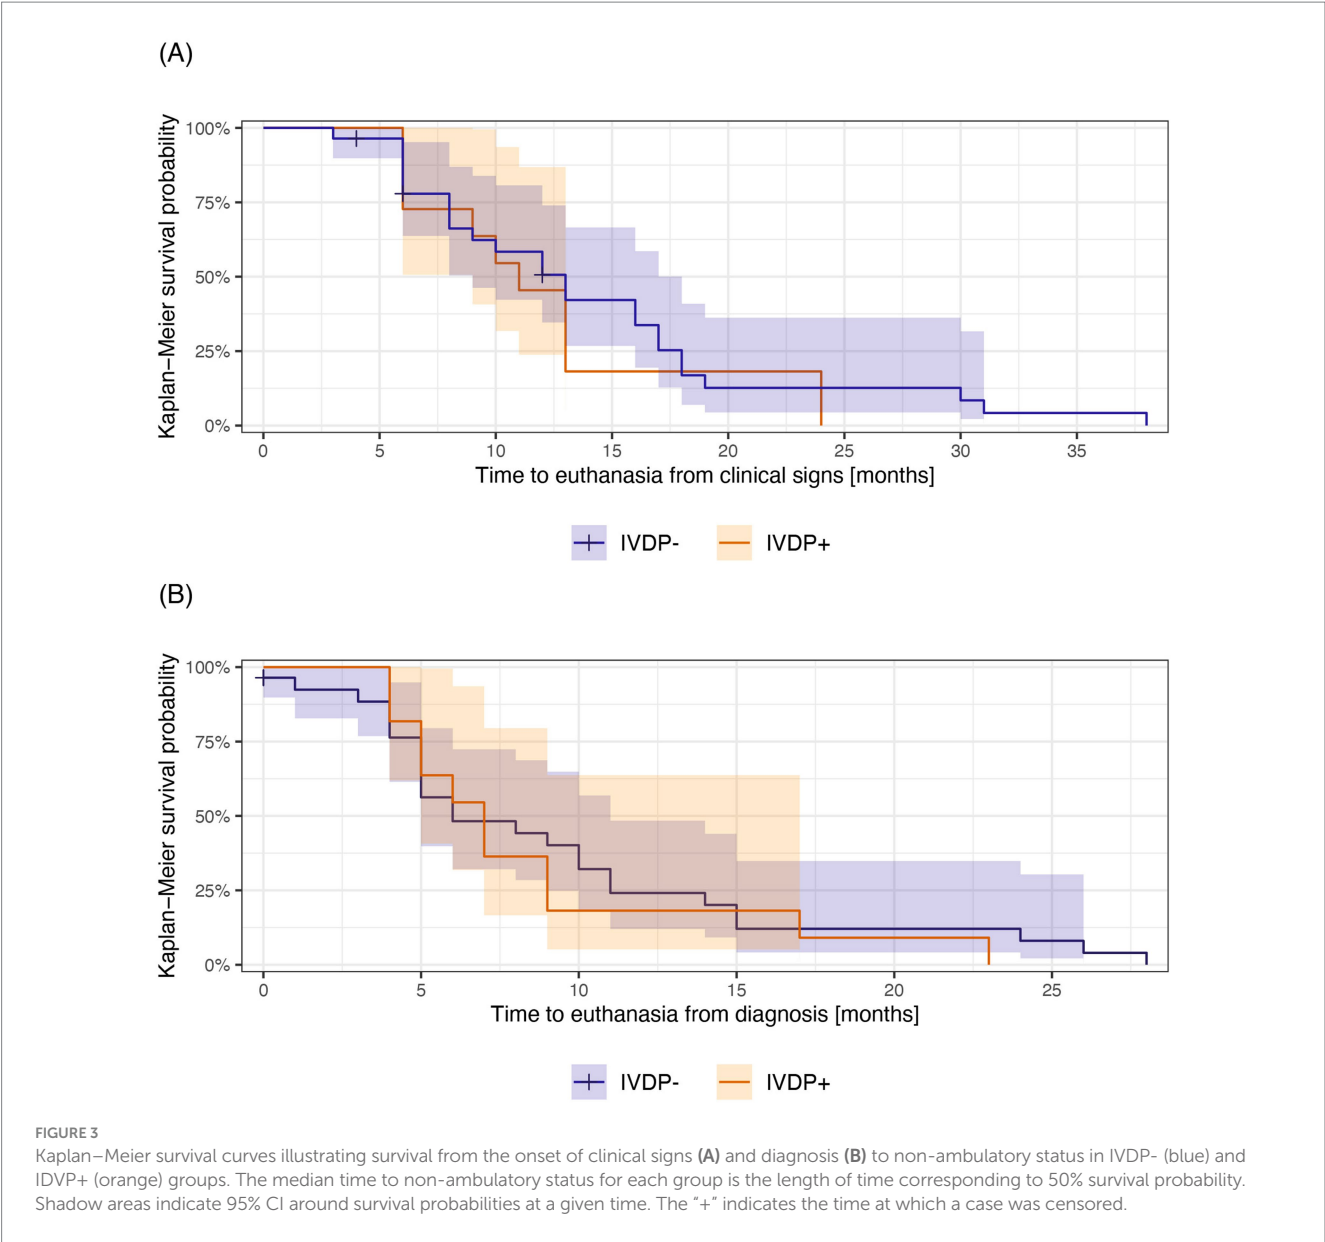 (A)
Kaplan–Meier survival probability
100%
75%
50%
25%
0%
0 5 10 15 20 25 30 35
Time to euthanasia from clinical signs [months]
IVDP- IVDP+
(B)
Kaplan–Meier survival probability
100%
75%
50%
25%
0%
0 5 10 15 20 25
Time to euthanasia from diagnosis [months]
IVDP- IVDP+
FIGURE 3
Kaplan–Meier survival curves illustrating survival from the onset of clinical signs (A) and diagnosis (B) to non-ambulatory status in IVDP- (blue) and
IDVP+ (orange) groups. The median time to non-ambulatory status for each group is the length of time corresponding to 50% survival probability.
Shadow areas indicate 95% CI around survival probabilities at a given time. The “+” indicates the time at which a case was censored.